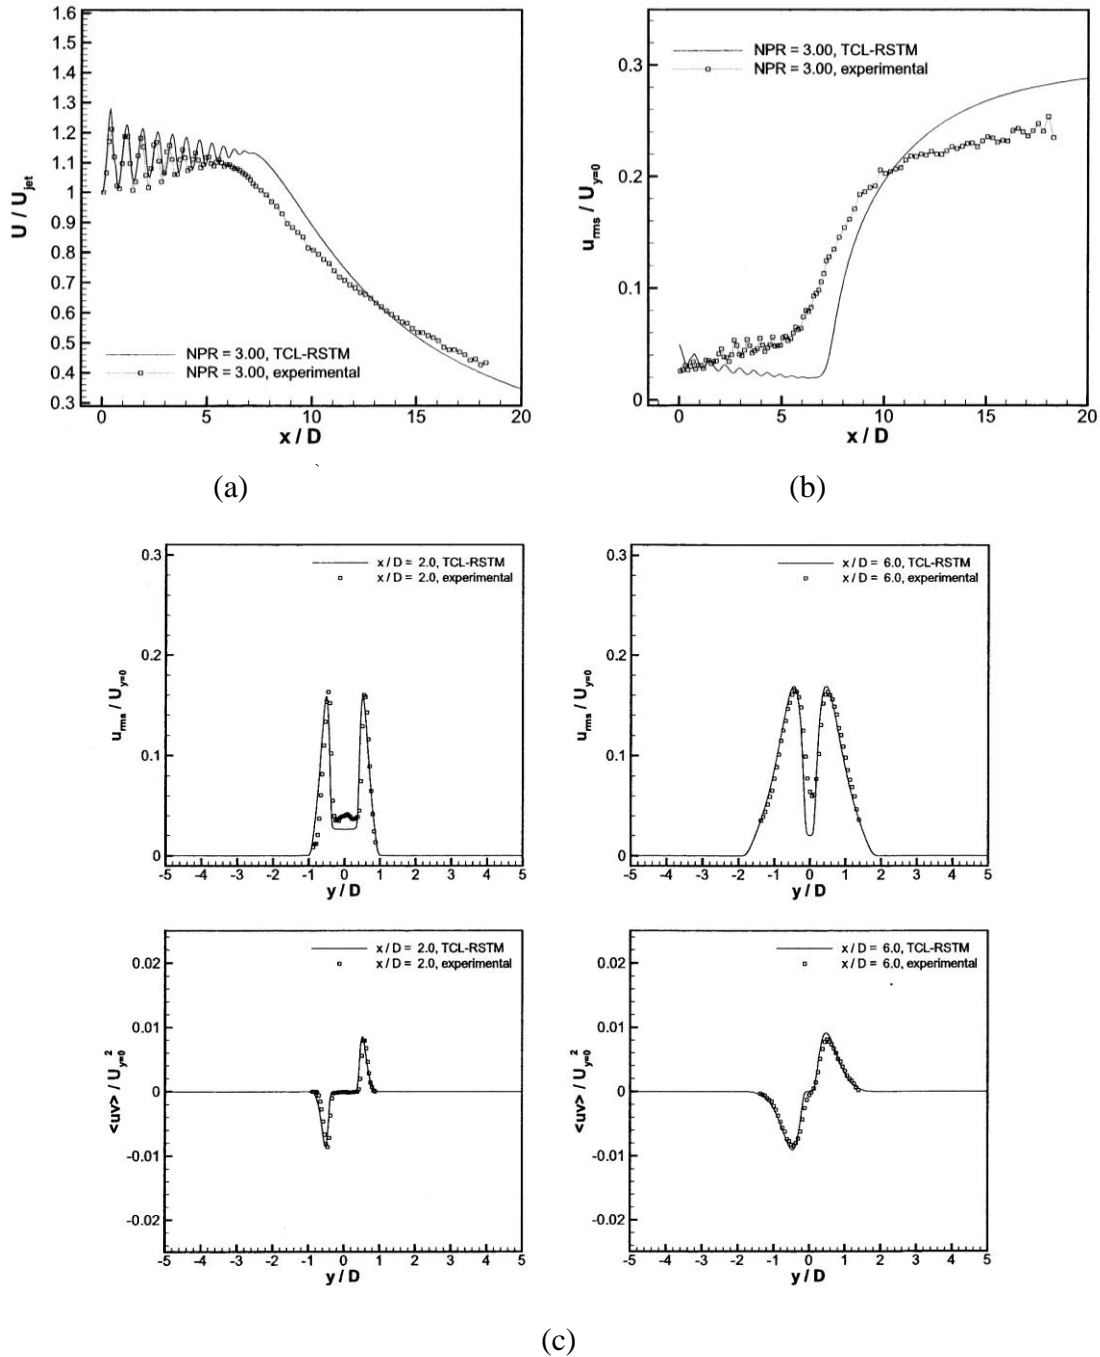 1.6
1.5
1.4
1.3
1.2
1.1
1
0.9
0.8
0.7
0.6
0.5
0.4
0.3
U / U_jet
NPR = 3.00, TCL-RSTM
NPR = 3.00, experimental
0 5 10 15 20
x / D
(a)
0.3
0.2
0.1
0
u_rms / U_y=0
NPR = 3.00, TCL-RSTM
NPR = 3.00, experimental
0 5 10 15 20
x / D
(b)
0.3
0.2
0.1
0
u_rms / U_y=0
x / D = 2.0, TCL-RSTM
x / D = 2.0, experimental
-5 -4 -3 -2 -1 0 1 2 3 4 5
y / D
0.3
0.2
0.1
0
u_rms / U_y=0
x / D = 6.0, TCL-RSTM
x / D = 6.0, experimental
-5 -4 -3 -2 -1 0 1 2 3 4 5
y / D
0.02
0.01
0
-0.01
-0.02
<uv> / U²_y=0
x / D = 2.0, TCL-RSTM
x / D = 2.0, experimental
-5 -4 -3 -2 -1 0 1 2 3 4 5
y / D
0.02
0.01
0
-0.01
-0.02
<uv> / U²_y=0
x / D = 6.0, TCL-RSTM
x / D = 6.0, experimental
-5 -4 -3 -2 -1 0 1 2 3 4 5
y / D
(c)